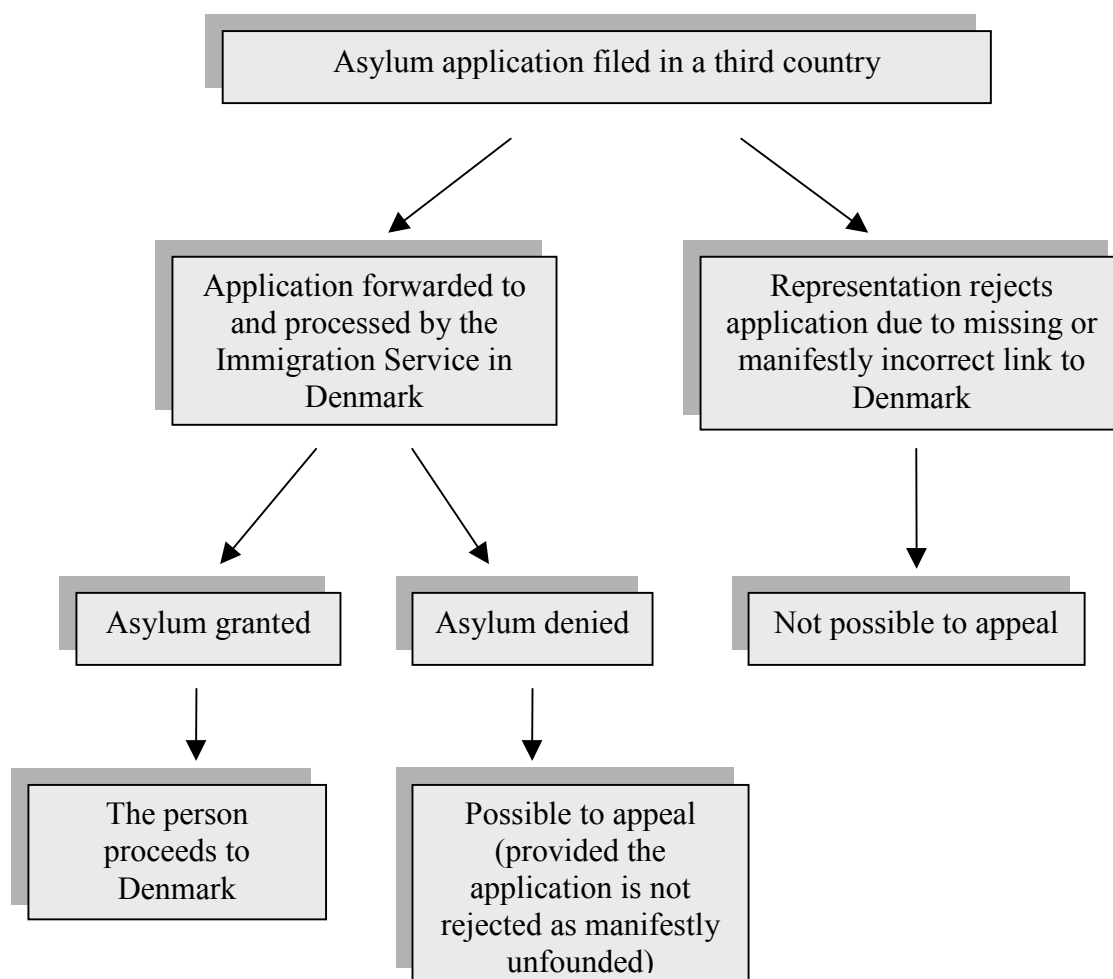 Asylum application filed in a third country
Application forwarded to
and processed by the
Immigration Service in
Denmark
Representation rejects
application due to missing or
manifestly incorrect link to
Denmark
Asylum granted
Asylum denied
Not possible to appeal
The person
proceeds to
Denmark
Possible to appeal
(provided the
application is not
rejected as manifestly
unfounded)